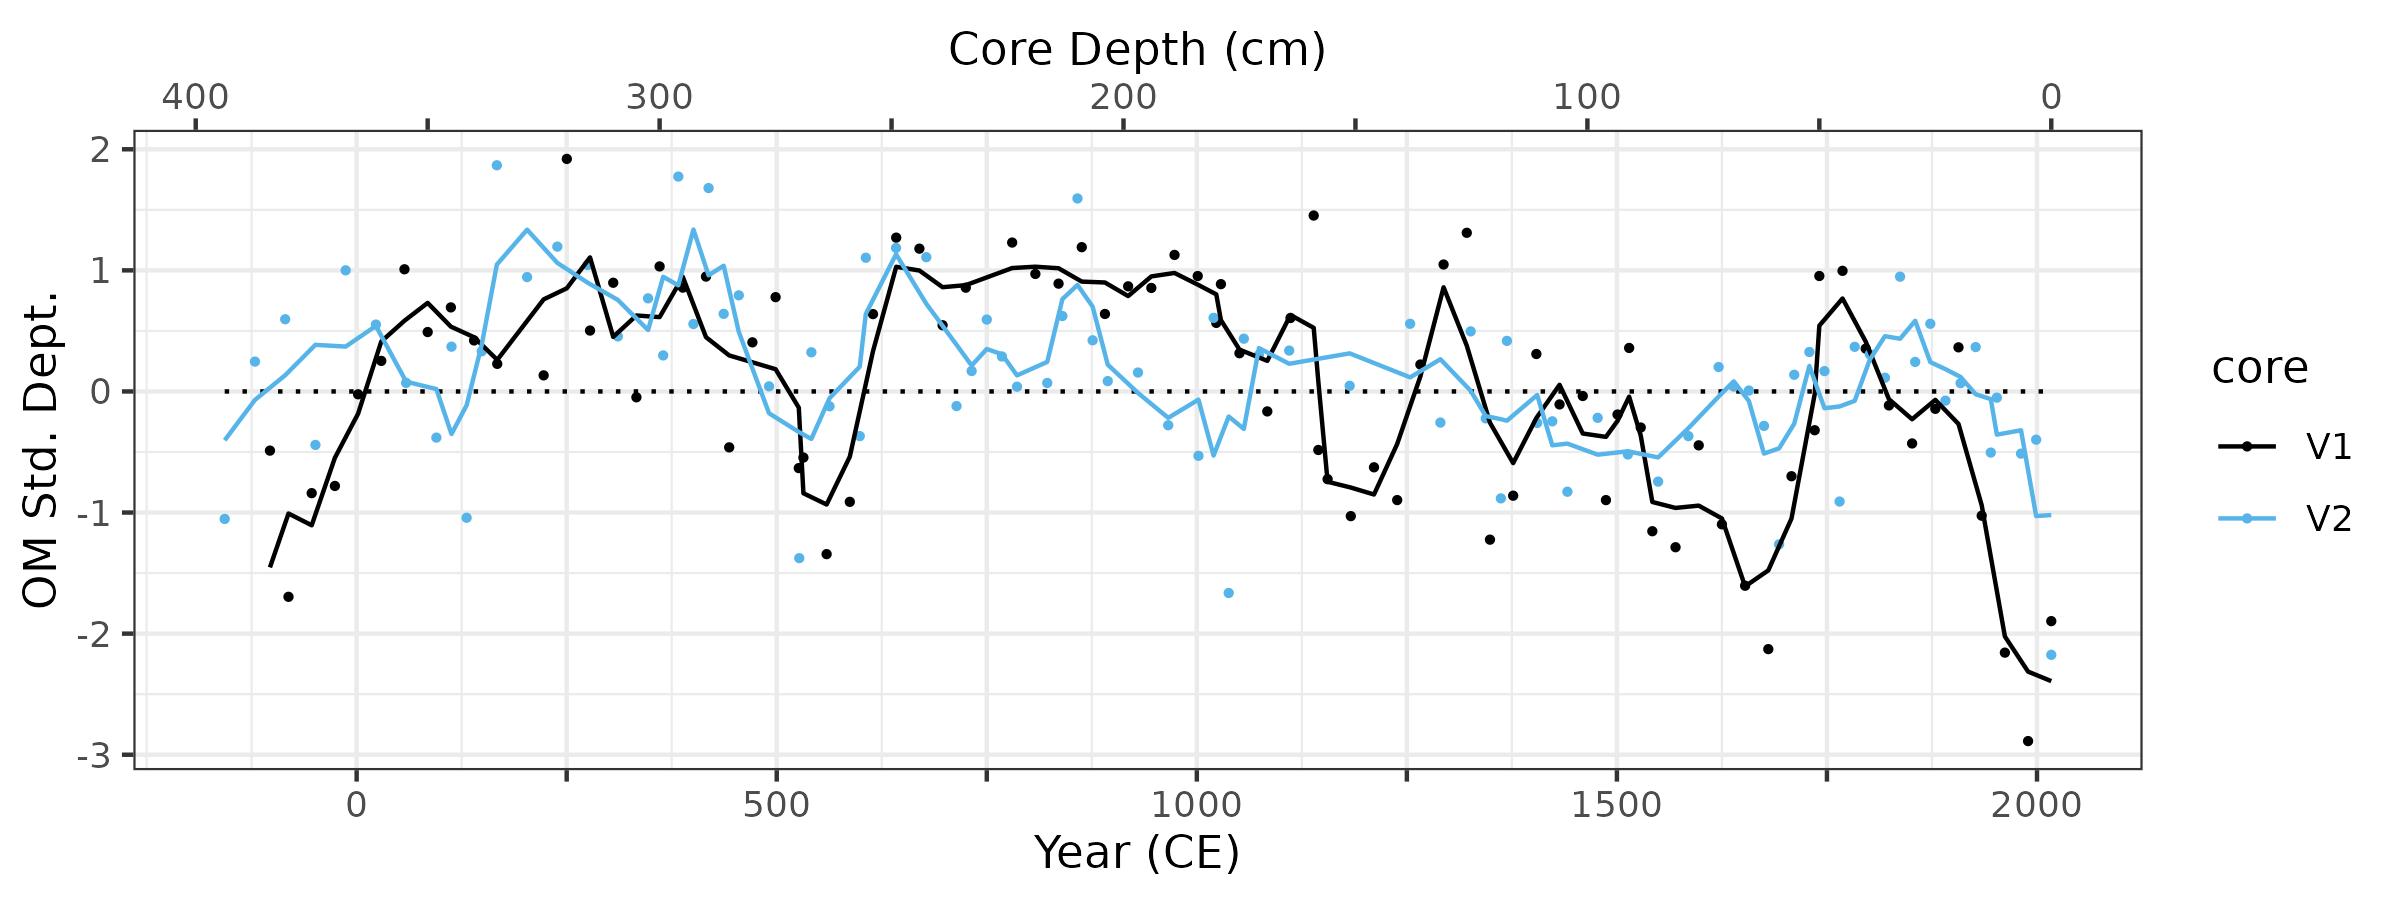 Core Depth (cm)
400 300 200 100 0
OM Std. Dept.
2
1
0
-1
-2
-3
0 500 1000 1500 2000
Year (CE)
core
V1
V2